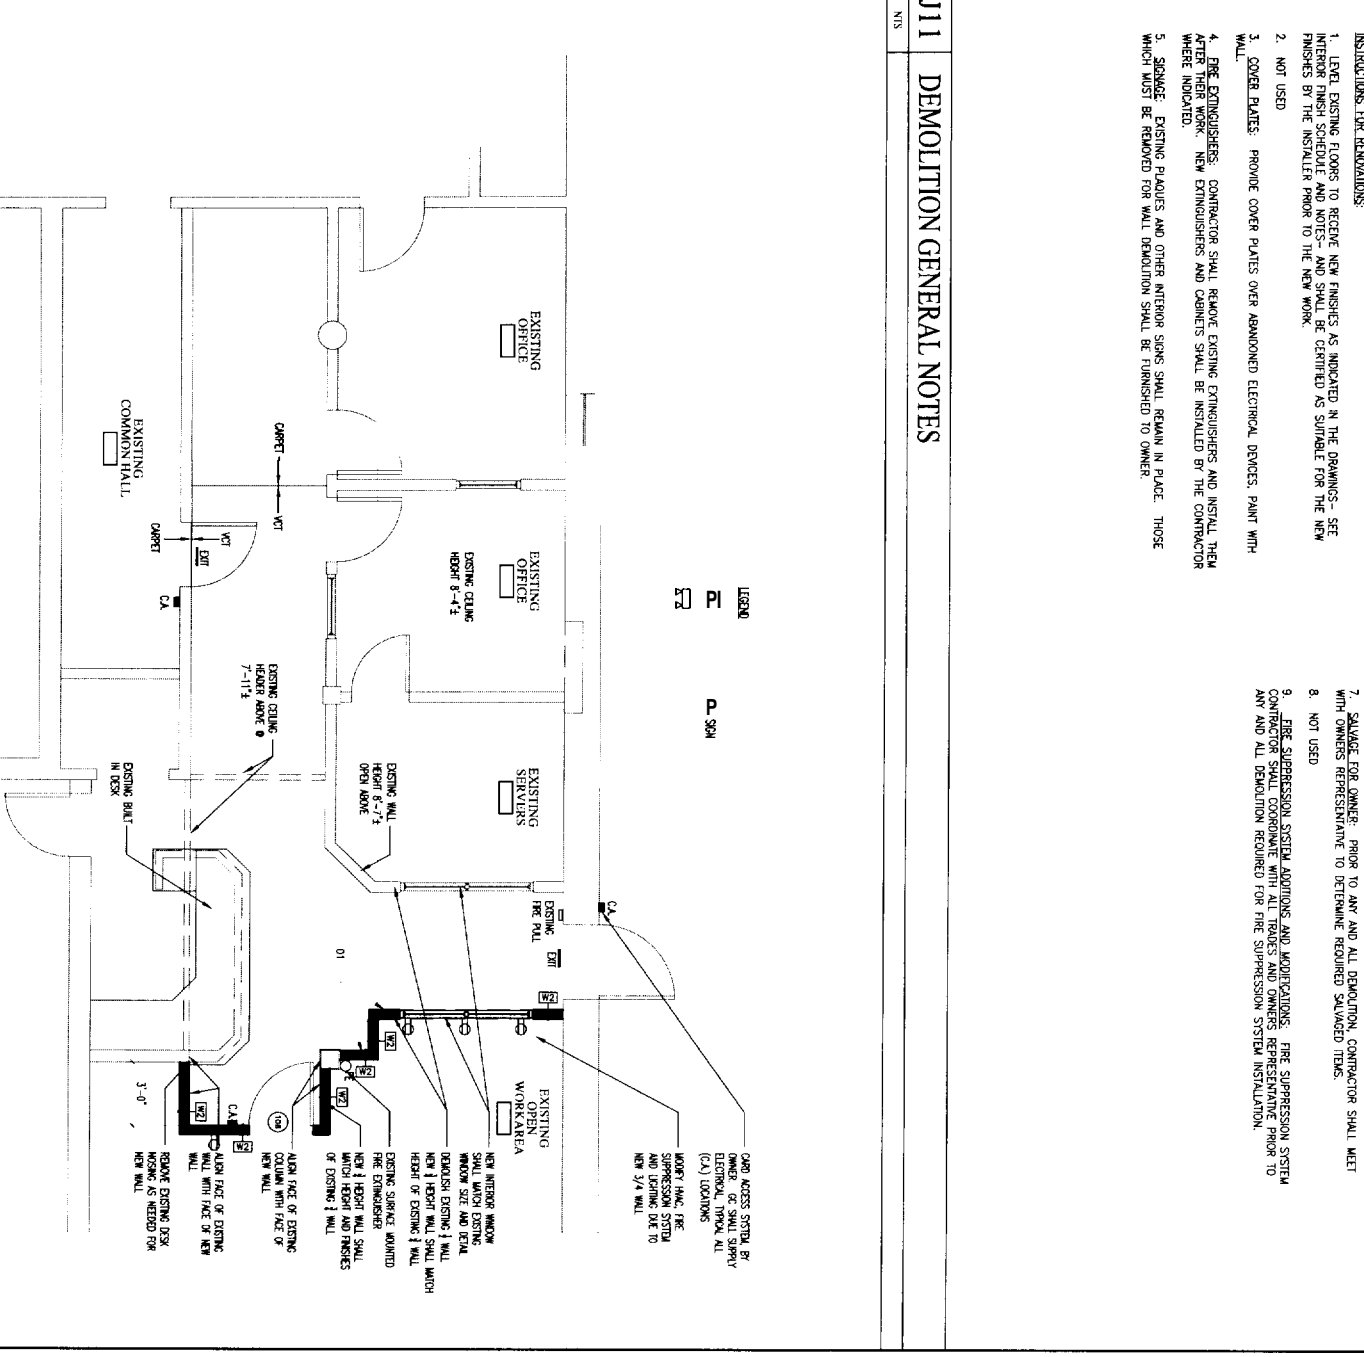 INSTRUCTIONS FOR RENOVATIONS:
1. LEVEL EXISTING FLOORS TO RECEIVE NEW FINISHES AS INDICATED IN THE DRAWINGS- SEE
INTERIOR FINISH SCHEDULE AND NOTES- AND SHALL BE CERTIFIED AS SUITABLE FOR THE NEW
FINISHES BY THE INSTALLER PRIOR TO THE NEW WORK.
2. NOT USED
3. COVER PLATES: PROVIDE COVER PLATES OVER ABANDONED ELECTRICAL DEVICES, PAINT WITH
WALL.
4. FIRE EXTINGUISHERS: CONTRACTOR SHALL REMOVE EXISTING EXTINGUISHERS AND INSTALL THEM
AFTER THEIR WORK. NEW EXTINGUISHERS AND CABINETS SHALL BE INSTALLED BY THE CONTRACTOR
WHERE INDICATED.
5. SIGNAGE: EXISTING PLAQUES AND OTHER INTERIOR SIGNS SHALL REMAIN IN PLACE. THOSE
WHICH MUST BE REMOVED FOR WALL DEMOLITION SHALL BE FURNISHED TO OWNER.
7. SALVAGE FOR OWNER: PRIOR TO ANY AND ALL DEMOLITION, CONTRACTOR SHALL MEET
WITH OWNERS REPRESENTATIVE TO DETERMINE REQUIRED SALVAGED ITEMS.
8. NOT USED
9. FIRE SUPPRESSION SYSTEM ADDITIONS AND MODIFICATIONS: FIRE SUPPRESSION SYSTEM
CONTRACTOR SHALL COORDINATE WITH ALL TRADES AND OWNERS REPRESENTATIVE PRIOR TO
ANY AND ALL DEMOLITION REQUIRED FOR FIRE SUPPRESSION SYSTEM INSTALLATION.
J11
DEMOLITION GENERAL NOTES
NTS
LEGEND
PI
P
SIGN
CARD ACCESS SYSTEM, BY
OWNER. GC SHALL SUPPLY
ELECTRICAL, TYPICAL ALL
(C.A.) LOCATIONS
MODIFY HVAC, FIRE
SUPPRESSION SYSTEM
AND LIGHTING DUE TO
NEW 3/4 WALL
C.A.
EXISTING
FIRE PULL
EXIT
W2
EXISTING
OFFICE
EXISTING
OFFICE
EXISTING
SERVERS
EXISTING
OPEN
WORKAREA
EXISTING CEILING
HEIGHT 8'-4"±
EXISTING WALL
HEIGHT 8'-7"±
OPEN ABOVE
NEW INTERIOR WINDOW
SHALL MATCH EXISTING
WINDOW SIZE AND DETAIL
DEMOLISH EXISTING ¾ WALL
NEW ¾ HEIGHT WALL SHALL MATCH
HEIGHT OF EXISTING ¾ WALL
EXISTING SURFACE MOUNTED
FIRE EXTINGUISHER
NEW ¾ HEIGHT WALL SHALL
MATCH HEIGHT AND FINISHES
OF EXISTING ¾ WALL
W2
W2
FE
W2
01
CARPET
VCT
ALIGN FACE OF EXISTING
COLUMN WITH FACE OF
NEW WALL
108
EXISTING CEILING
HEADER ABOVE @
7'-11"±
C.A.
W2
W2
ALIGN FACE OF EXISTING
WALL WITH FACE OF NEW
WALL
VCT
EXIT
CARPET
C.A.
REMOVE EXISTING DESK
NOSING AS NEEDED FOR
NEW WALL
3'-0"
EXISTING
COMMON HALL
EXISTING BUILT
IN DESK